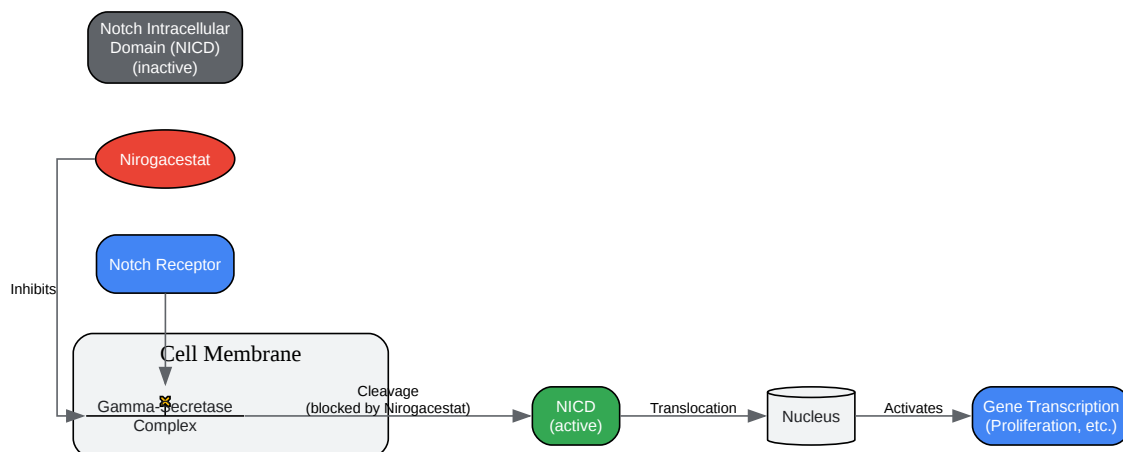 Notch Intracellular
Domain (NICD)
(inactive)
Nirogacestat
Notch Receptor
Inhibits
Cell Membrane
Gamma-Secretase
Complex
Cleavage
(blocked by Nirogacestat)
NICD
(active)
Translocation
Nucleus
Activates
Gene Transcription
(Proliferation, etc.)